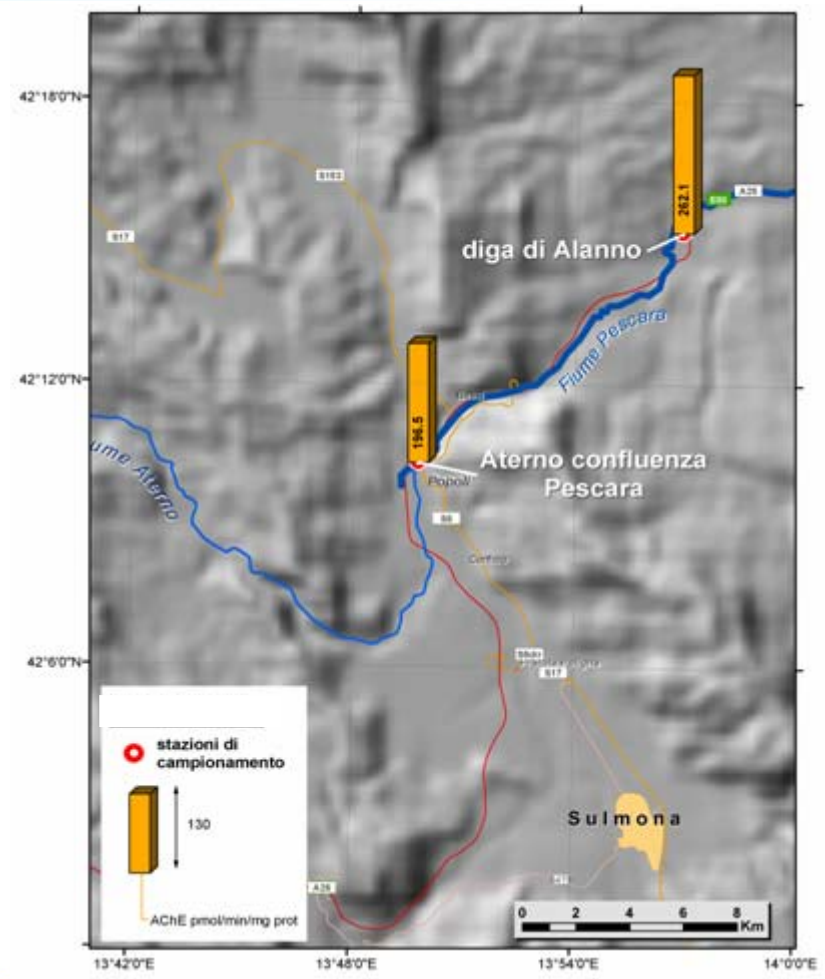 42°18'0"N
S153
S17
A25
E80
262.1
diga di Alanno
Fiume Pescara
42°12'0"N
196.5
Aterno confluenza
Pescara
Popoli
ume Aterno
Corfinio
42°6'0"N
S17
stazioni di
campionamento
130
AChE pmol/min/mg prot
Sulmona
A25
0 2 4 6 8
Km
13°42'0"E 13°48'0"E 13°54'0"E 14°0'0"E